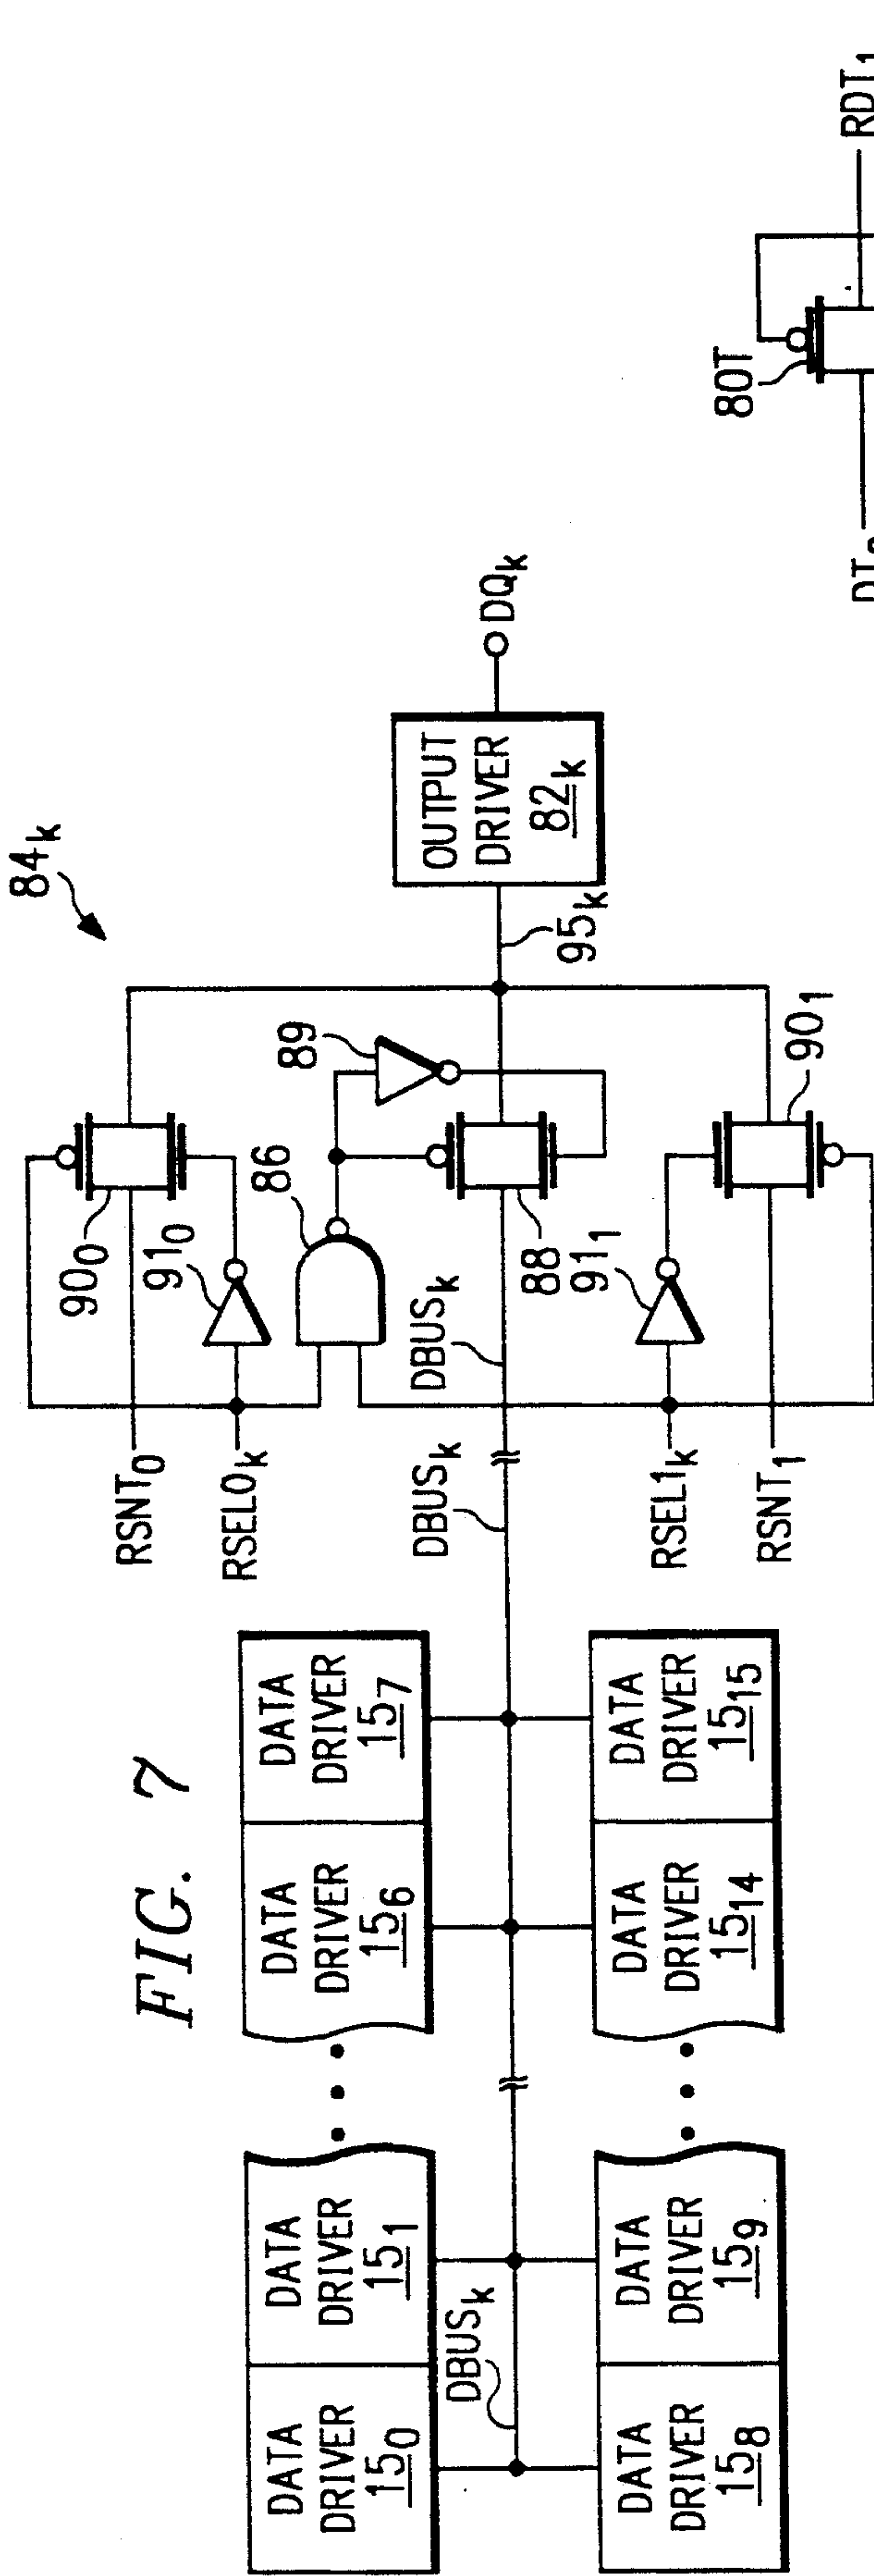 FIG. 7
84k
RSNT0
RSEL0k
900
910
86
89
DBUSk
DBUSk
88
911
RSEL1k
RSNT1
901
95k
OUTPUT
DRIVER
82k
DQk
DATA
DRIVER
150
DATA
DRIVER
151
DATA
DRIVER
156
DATA
DRIVER
157
DBUSk
DATA
DRIVER
158
DATA
DRIVER
159
DATA
DRIVER
1514
DATA
DRIVER
1515
80T
RDT1